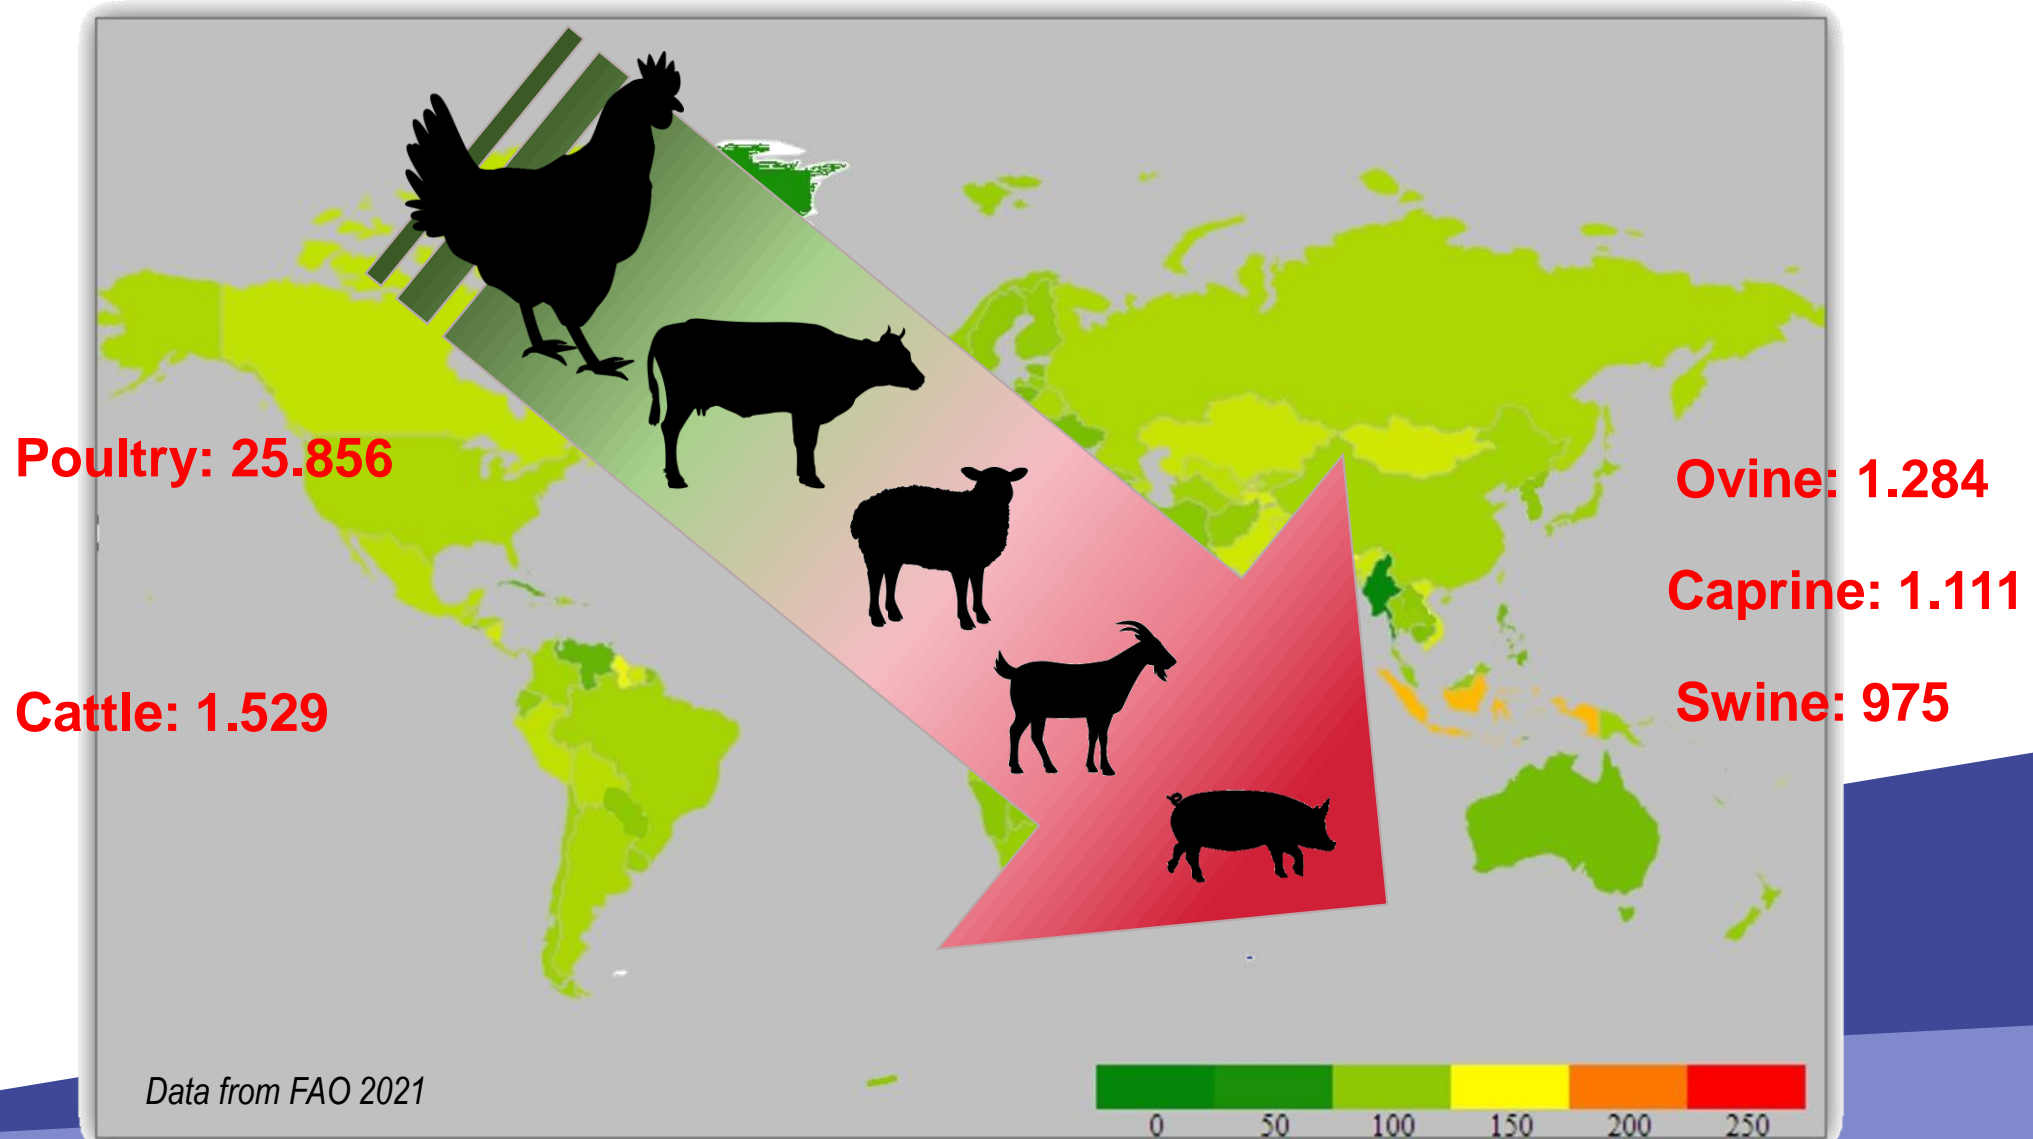 Poultry: 25.856
Cattle: 1.529
Ovine: 1.284
Caprine: 1.111
Swine: 975
Data from FAO 2021
0 50 100 150 200 250